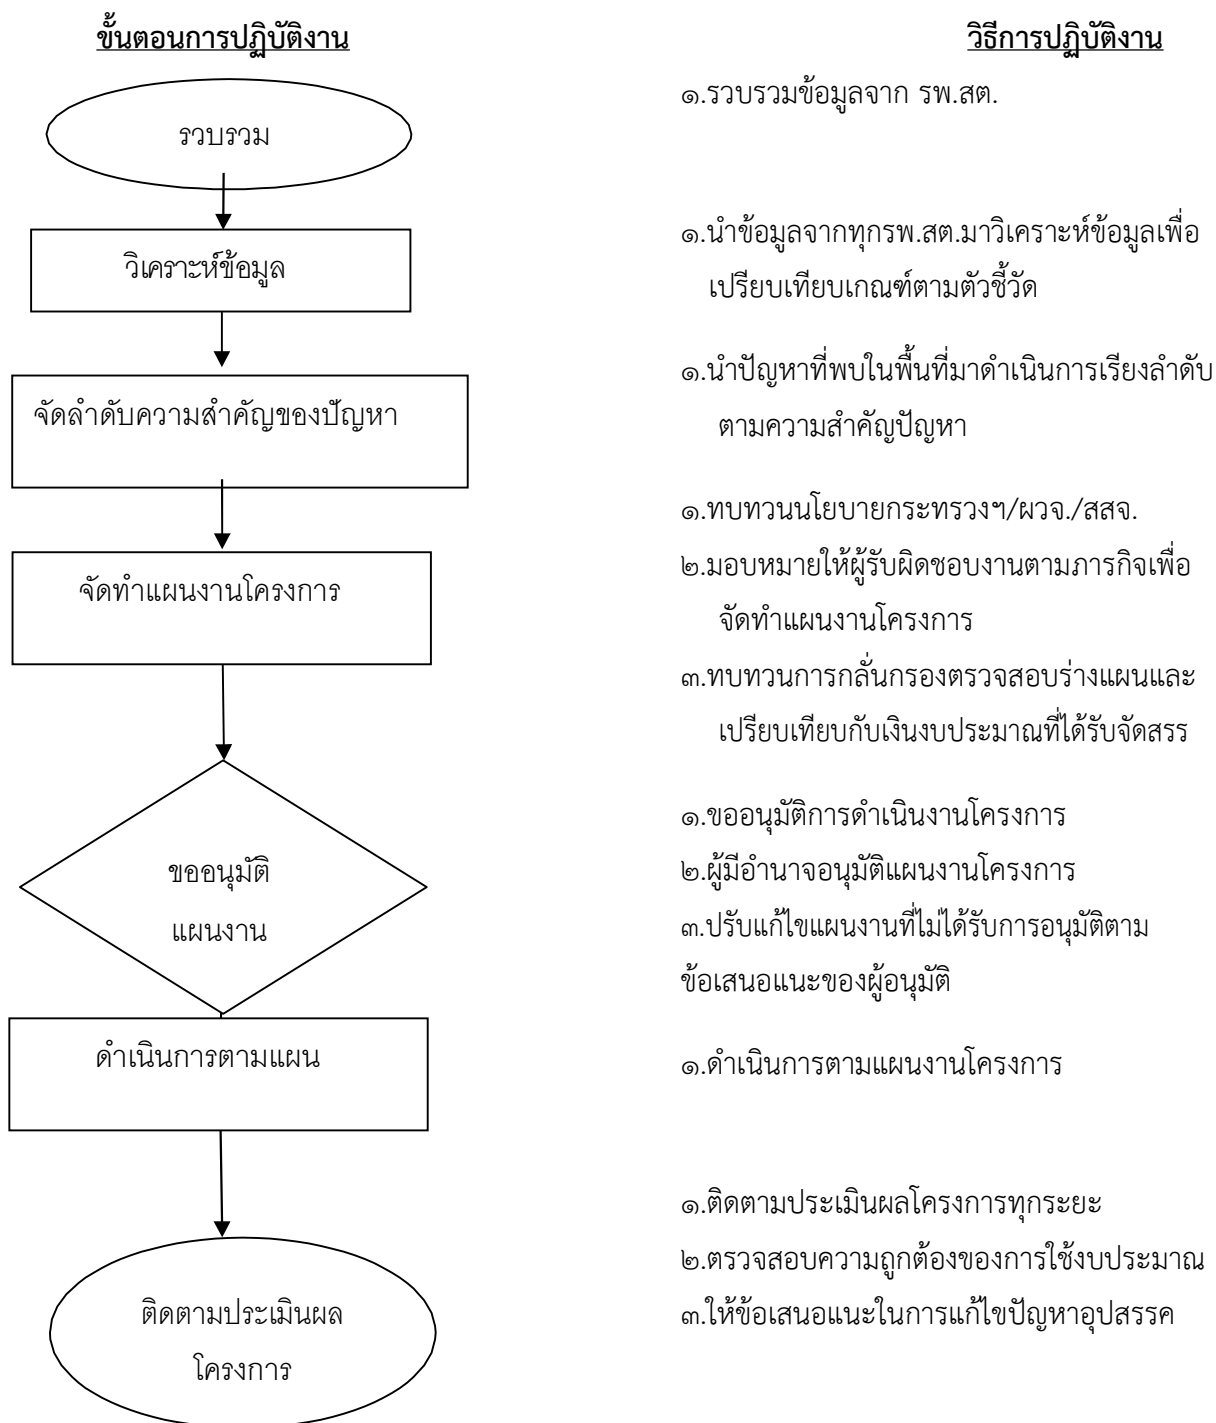 ขั้นตอนการปฏิบัติงาน
วิธีการปฏิบัติงาน
รวบรวม
๑.รวบรวมข้อมูลจาก รพ.สต.
วิเคราะห์ข้อมูล
๑.นำข้อมูลจากทุกรพ.สต.มาวิเคราะห์ข้อมูลเพื่อ
เปรียบเทียบเกณฑ์ตามตัวชี้วัด
จัดลำดับความสำคัญของปัญหา
๑.นำปัญหาที่พบในพื้นที่มาดำเนินการเรียงลำดับ
ตามความสำคัญปัญหา
จัดทำแผนงานโครงการ
๑.ทบทวนนโยบายกระทรวงฯ/ผวจ./สสจ.
๒.มอบหมายให้ผู้รับผิดชอบงานตามภารกิจเพื่อ
จัดทำแผนงานโครงการ
๓.ทบทวนการกลั่นกรองตรวจสอบร่างแผนและ
เปรียบเทียบกับเงินงบประมาณที่ได้รับจัดสรร
ขออนุมัติ
แผนงาน
๑.ขออนุมัติการดำเนินงานโครงการ
๒.ผู้มีอำนาจอนุมัติแผนงานโครงการ
๓.ปรับแก้ไขแผนงานที่ไม่ได้รับการอนุมัติตาม
ข้อเสนอแนะของผู้อนุมัติ
ดำเนินการตามแผน
๑.ดำเนินการตามแผนงานโครงการ
ติดตามประเมินผล
โครงการ
๑.ติดตามประเมินผลโครงการทุกระยะ
๒.ตรวจสอบความถูกต้องของการใช้งบประมาณ
๓.ให้ข้อเสนอแนะในการแก้ไขปัญหาอุปสรรค